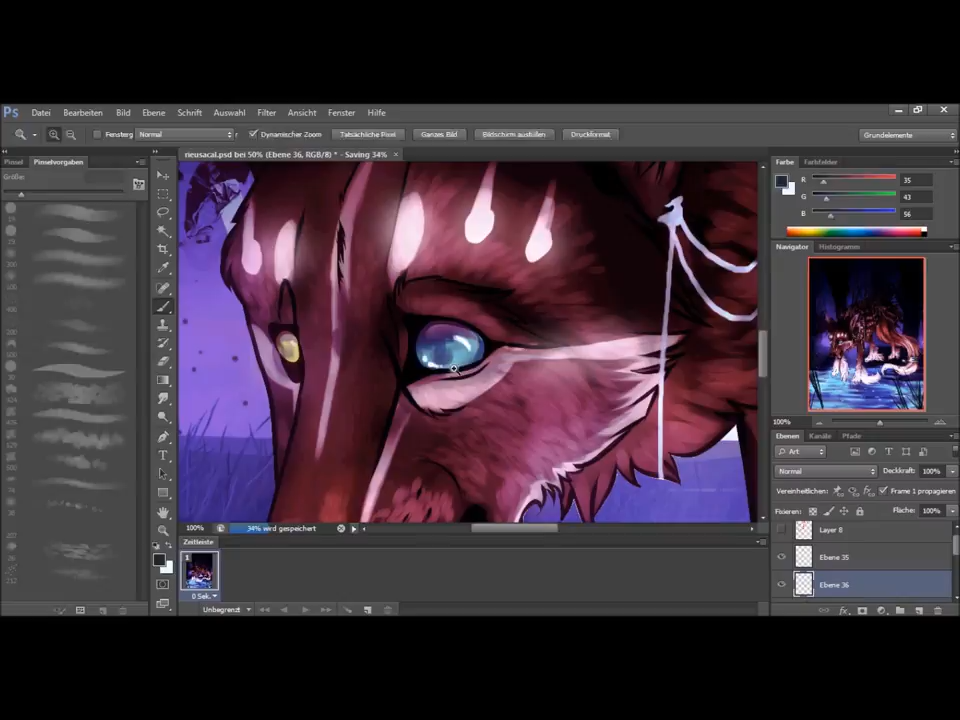 Ps Datei Bearbeiten Bild Ebene Schrift Auswahl Filter Ansicht Fenster Hilfe
Fensterg Normal Dynamischer Zoom Tatsächliche Pixel Ganzes Bild Bildschirm ausfüllen Druckformat Grundelemente
Pinsel Pinselvorgaben
rieusacal.psd bei 50% (Ebene 36, RGB/8) * - Saving 34% ×
Farbe Farbfelder
Größe
R 35
G 43
B 56
Navigator Histogramm
100%
Ebenen Kanäle Pfade
Art
Normal Deckkraft: 100%
Vereinheitlichen: Frame 1 propagieren
Fixieren: Fläche: 100%
Layer 8
Ebene 35
Ebene 36
100% 34% wird gespeichert
Zeitleiste
1
0 Sek.
Unbegrenzt